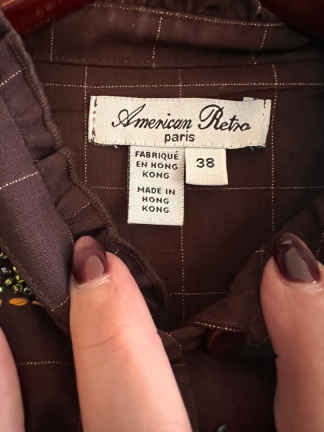 American Retro
paris
FABRIQUÉ
EN HONG
KONG
MADE IN
HONG
KONG
38